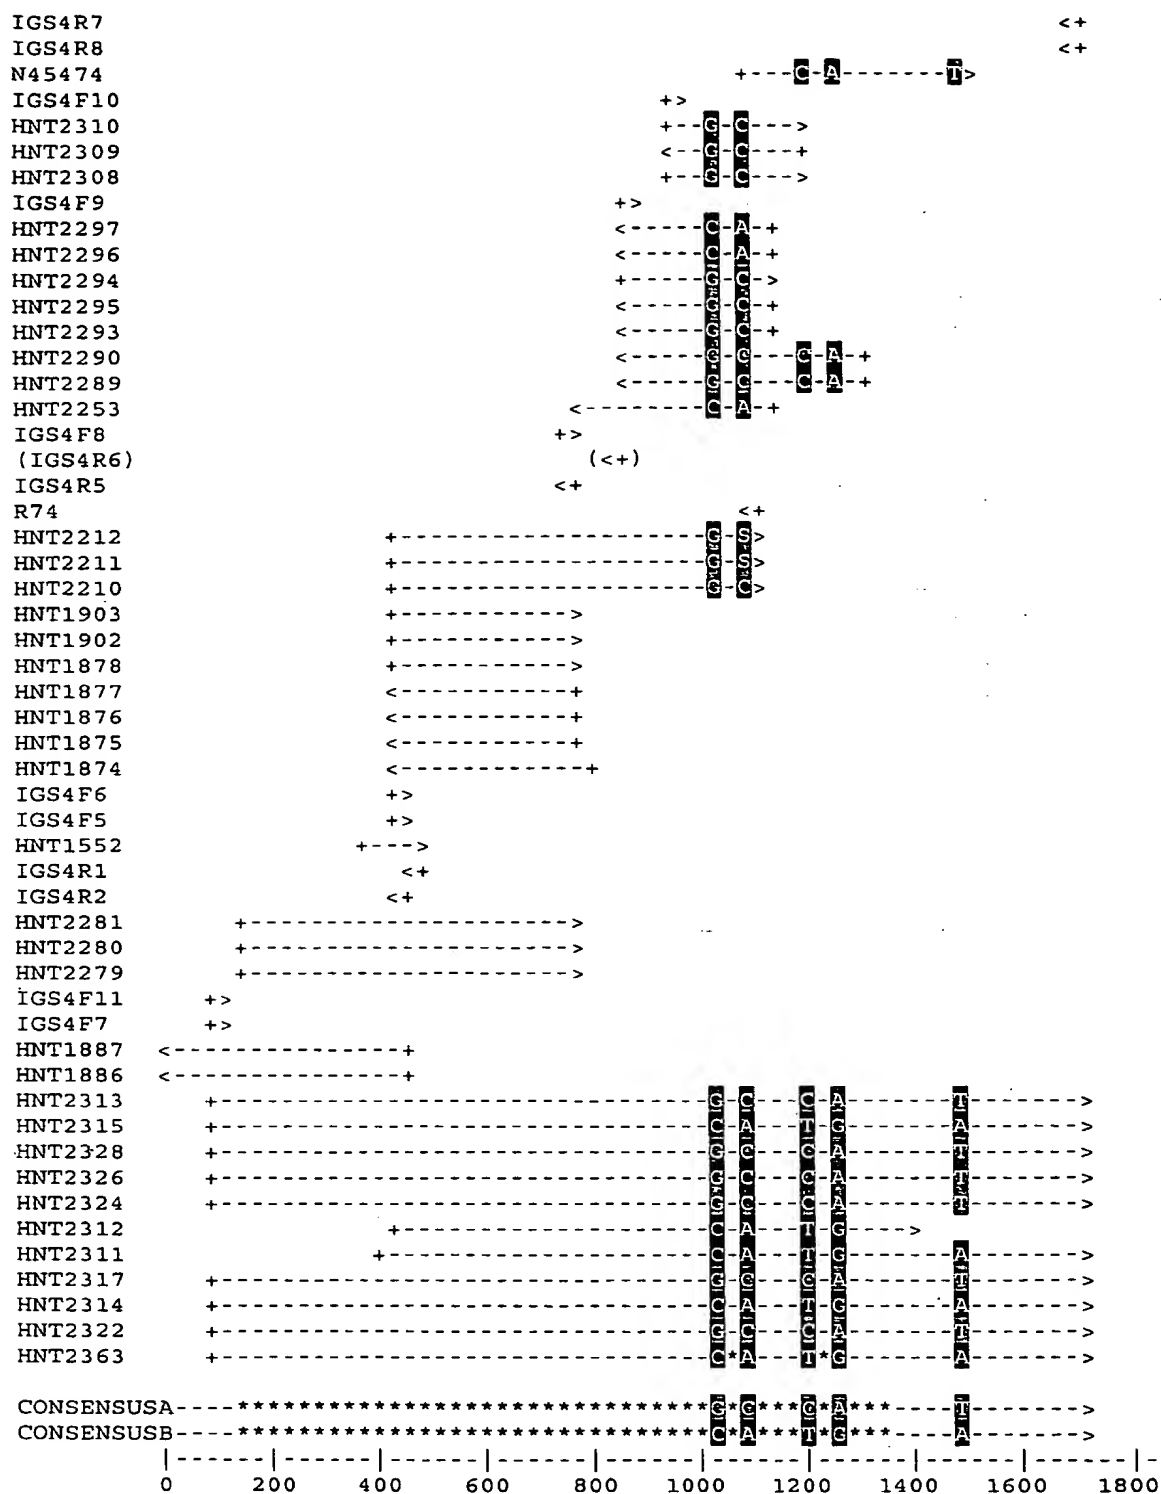 IGS4R7 <+
IGS4R8 <+
N45474 +---C-A-------T>
IGS4F10 +>
HNT2310 +--G-C--->
HNT2309 <--G-C---+
HNT2308 +--G-C--->
IGS4F9 +>
HNT2297 <-----C-A-+
HNT2296 <-----C-A-+
HNT2294 +-----G-C->
HNT2295 <-----G-C-+
HNT2293 <-----G-C-+
HNT2290 <-----G-C---C-A-+
HNT2289 <-----G-C---C-A-+
HNT2253 <--------C-A-+
IGS4F8 +>
(IGS4R6) (<+)
IGS4R5 <+
R74 <+
HNT2212 +--------------------G-S>
HNT2211 +--------------------G-S>
HNT2210 +--------------------G-C>
HNT1903 +----------->
HNT1902 +----------->
HNT1878 +----------->
HNT1877 <-----------+
HNT1876 <-----------+
HNT1875 <-----------+
HNT1874 <------------+
IGS4F6 +>
IGS4F5 +>
HNT1552 +--->
IGS4R1 <+
IGS4R2 <+
HNT2281 +--------------------->
HNT2280 +--------------------->
HNT2279 +--------------------->
IGS4F11 +>
IGS4F7 +>
HNT1887 <---------------+
HNT1886 <---------------+
HNT2313 +--------------------------------G-C---C-A-------T------->
HNT2315 +--------------------------------C-A---T-G-------A------->
HNT2328 +--------------------------------G-C---C-A-------T------->
HNT2326 +--------------------------------G-C---C-A-------T------->
HNT2324 +--------------------------------G-C---C-A-------T------->
HNT2312 +--------------------C-A---T-G---->
HNT2311 +---------------------C-A---T-G-------A------->
HNT2317 +--------------------------------G-C---C-A-------T------->
HNT2314 +--------------------------------C-A---T-G-------A------->
HNT2322 +--------------------------------G-C---C-A-------T------->
HNT2363 +--------------------------------C*A---T*G-------A------->
CONSENSUSA----*******************************G*C***C*A***----T------->
CONSENSUSB----*******************************C*A***T*G***----A------->
0 200 400 600 800 1000 1200 1400 1600 1800